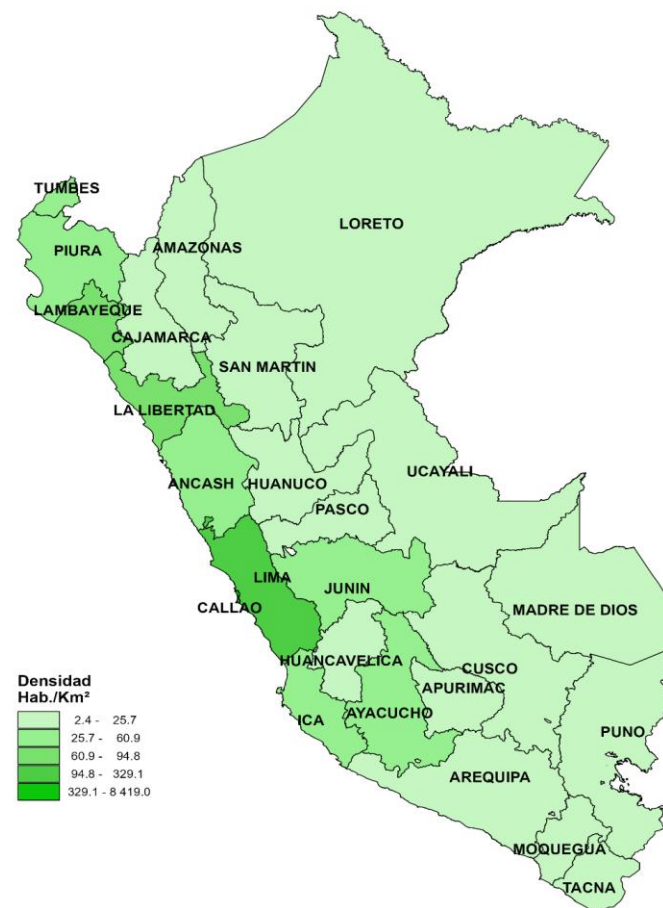 TUMBES
LORETO
PIURA
AMAZONAS
LAMBAYEQUE
CAJAMARCA
SAN MARTIN
LA LIBERTAD
UCAYALI
ANCASH
HUANUCO
PASCO
LIMA
JUNIN
CALLAO
MADRE DE DIOS
HUANCAVELICA
CUSCO
APURIMAC
ICA
AYACUCHO
PUNO
AREQUIPA
MOQUEGUA
TACNA
Densidad
Hab./Km²
2.4 - 25.7
25.7 - 60.9
60.9 - 94.8
94.8 - 329.1
329.1 - 8 419.0